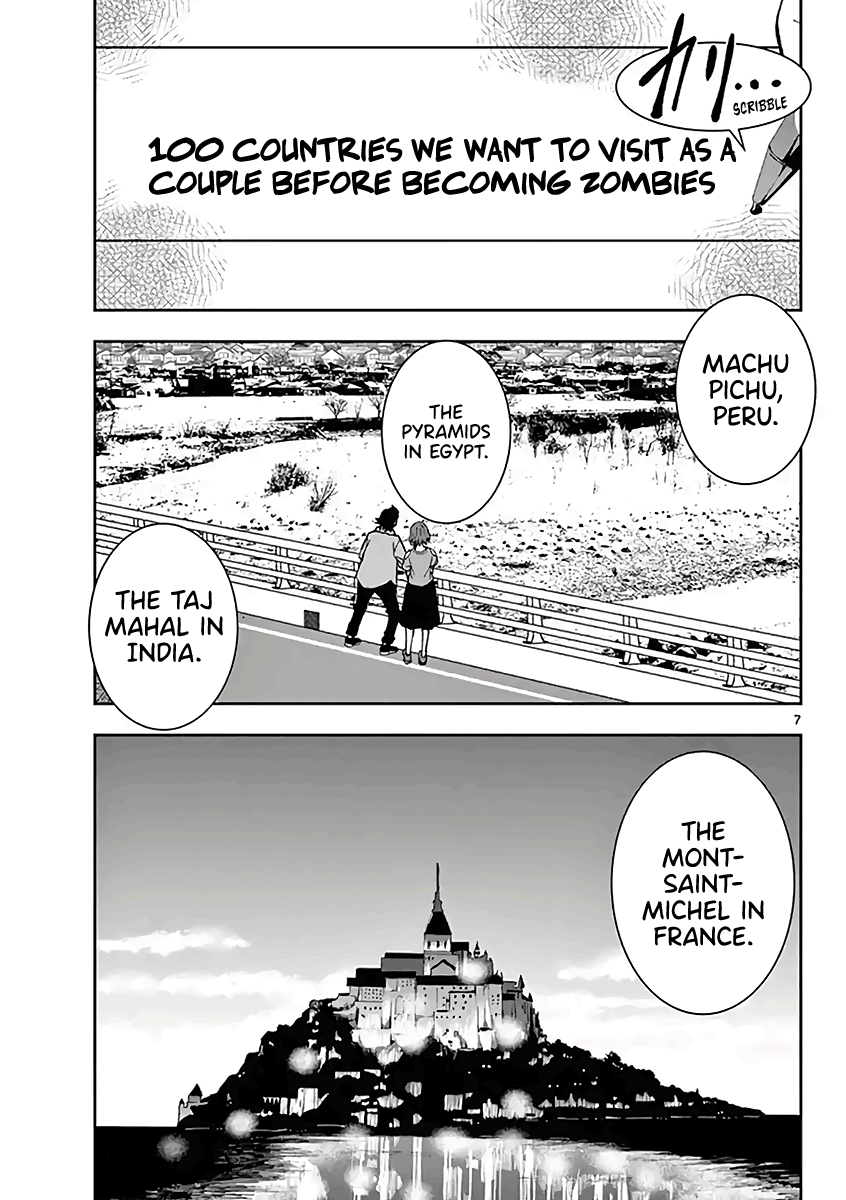 カリ...
SCRIBBLE
100 COUNTRIES WE WANT TO VISIT AS A
COUPLE BEFORE BECOMING ZOMBIES
MACHU
PICHU,
PERU.
THE
PYRAMIDS
IN EGYPT.
THE TAJ
MAHAL IN
INDIA.
7
THE
MONT-
SAINT-
MICHEL IN
FRANCE.